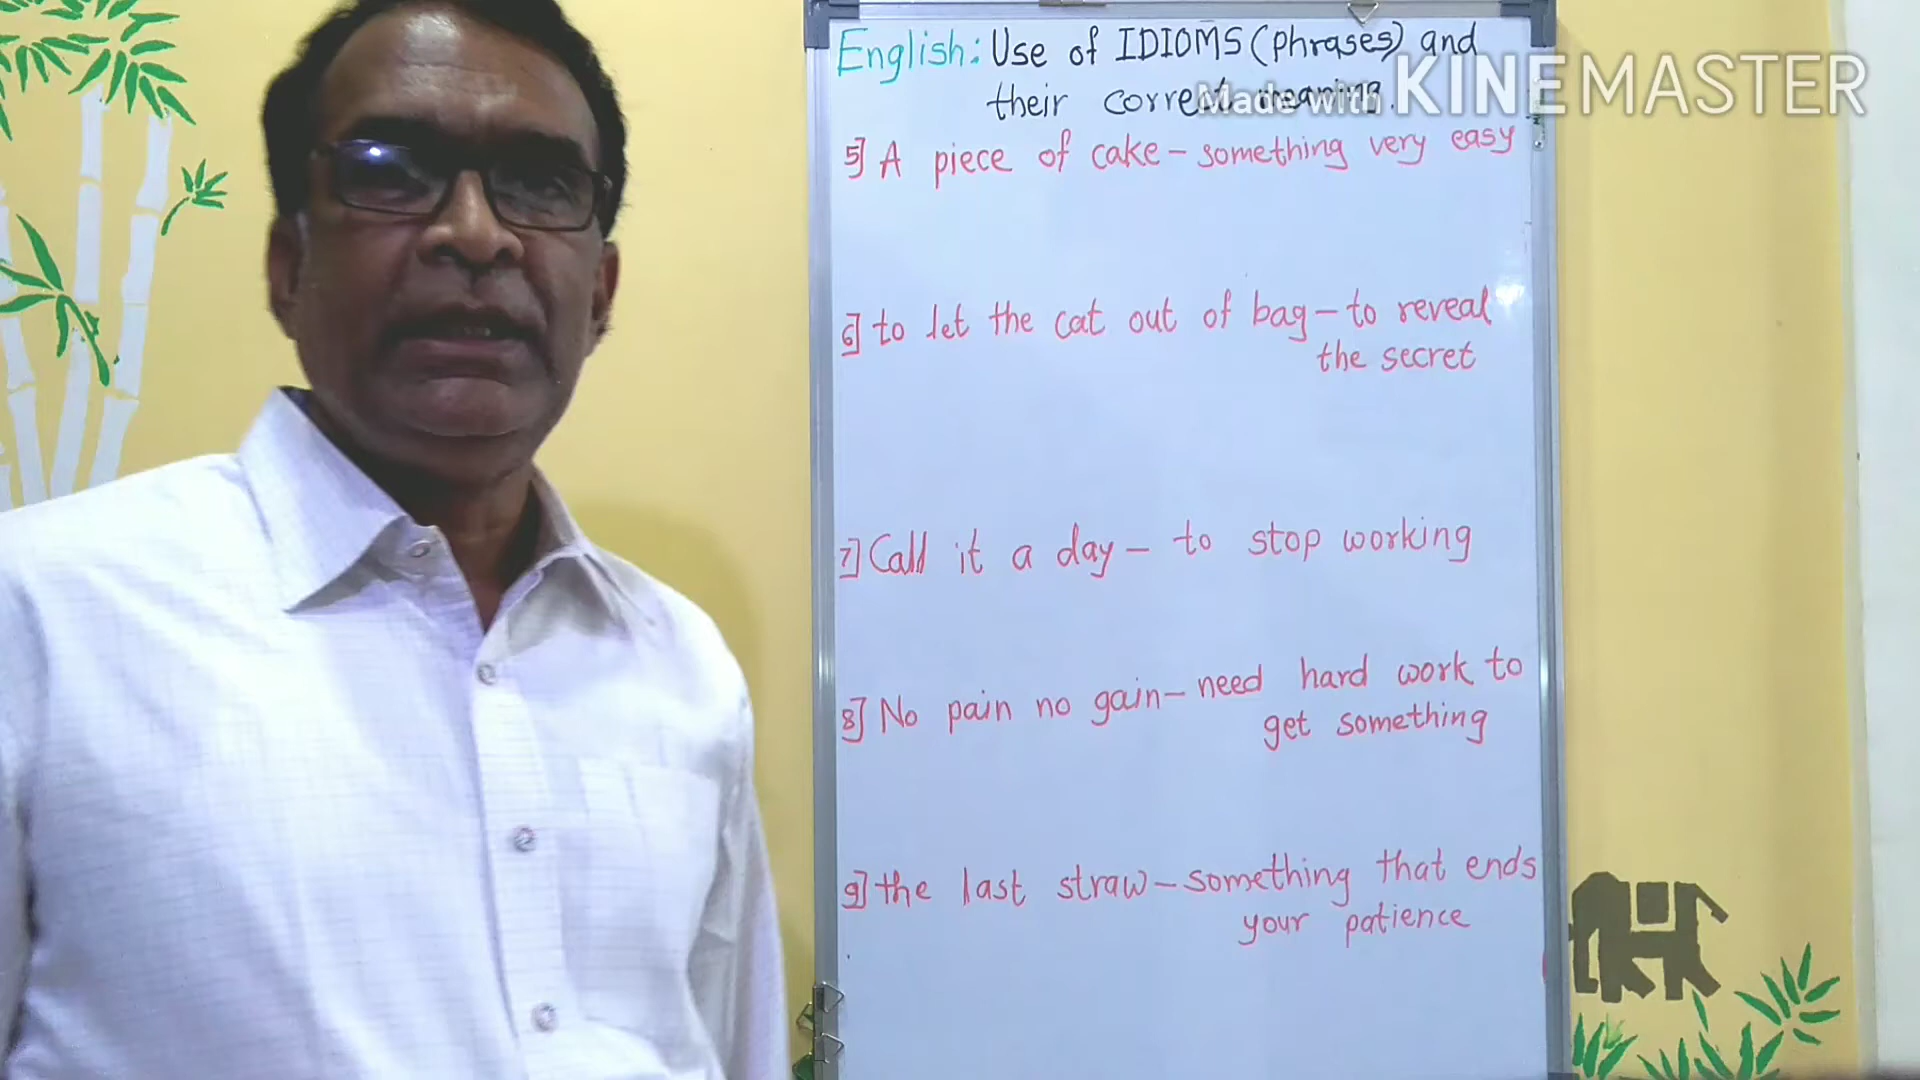 English: Use of IDIOMS (phrases) and
their correct meaning.
Made with KINEMASTER
5] A piece of cake - something very easy
6] to let the cat out of bag - to reveal
the secret
7] Call it a day - to stop working
8] No pain no gain - need hard work to
get something
9] the last straw - something that ends
your patience